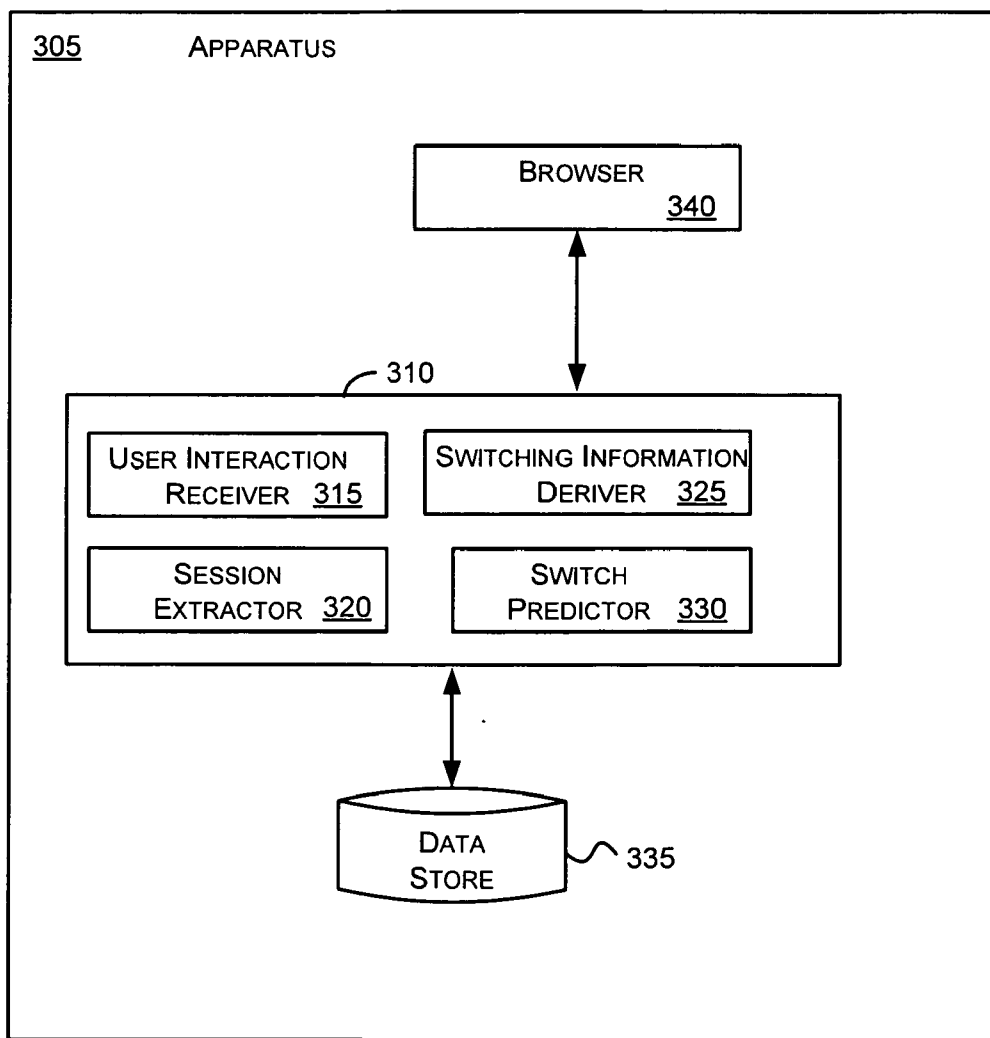 305 APPARATUS
BROWSER
340
310
USER INTERACTION
RECEIVER 315
SWITCHING INFORMATION
DERIVER 325
SESSION
EXTRACTOR 320
SWITCH
PREDICTOR 330
DATA
STORE
335